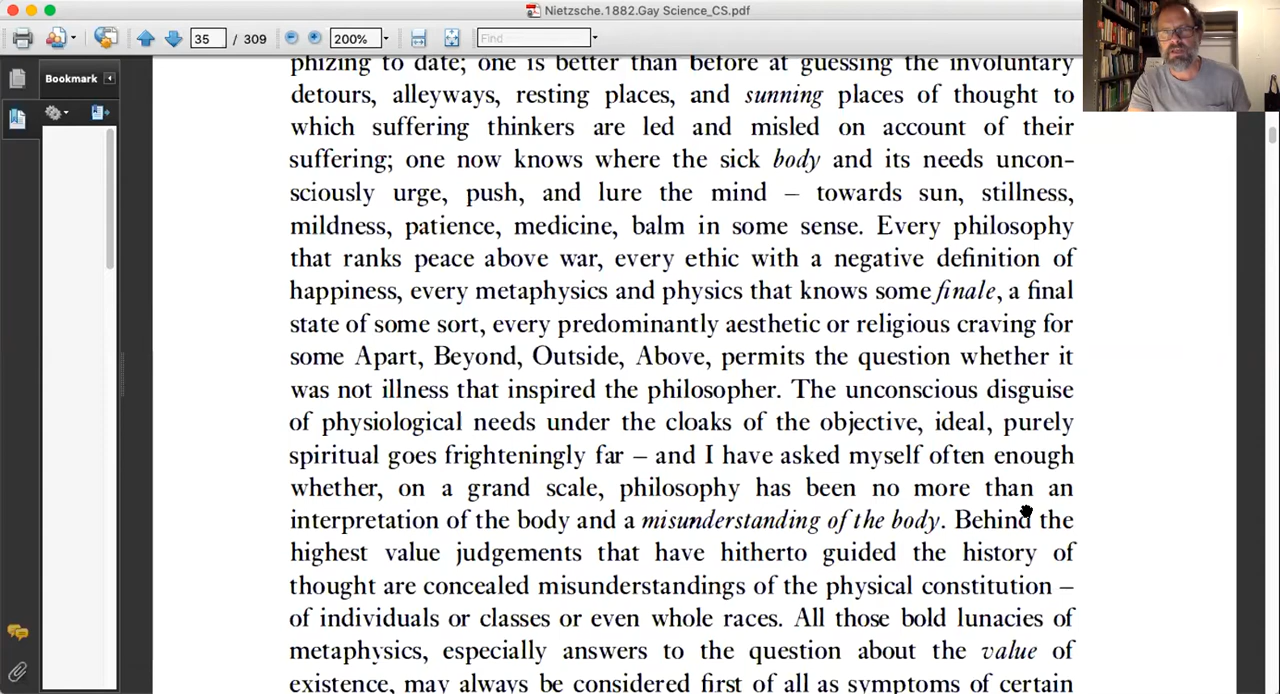 Nietzsche.1882.Gay Science_CS.pdf
35 / 309 200% Find
Bookmark
phizing to date; one is better than before at guessing the involuntary
detours, alleyways, resting places, and sunning places of thought to
which suffering thinkers are led and misled on account of their
suffering; one now knows where the sick body and its needs uncon-
sciously urge, push, and lure the mind – towards sun, stillness,
mildness, patience, medicine, balm in some sense. Every philosophy
that ranks peace above war, every ethic with a negative definition of
happiness, every metaphysics and physics that knows some finale, a final
state of some sort, every predominantly aesthetic or religious craving for
some Apart, Beyond, Outside, Above, permits the question whether it
was not illness that inspired the philosopher. The unconscious disguise
of physiological needs under the cloaks of the objective, ideal, purely
spiritual goes frighteningly far – and I have asked myself often enough
whether, on a grand scale, philosophy has been no more than an
interpretation of the body and a misunderstanding of the body. Behind the
highest value judgements that have hitherto guided the history of
thought are concealed misunderstandings of the physical constitution –
of individuals or classes or even whole races. All those bold lunacies of
metaphysics, especially answers to the question about the value of
existence, may always be considered first of all as symptoms of certain